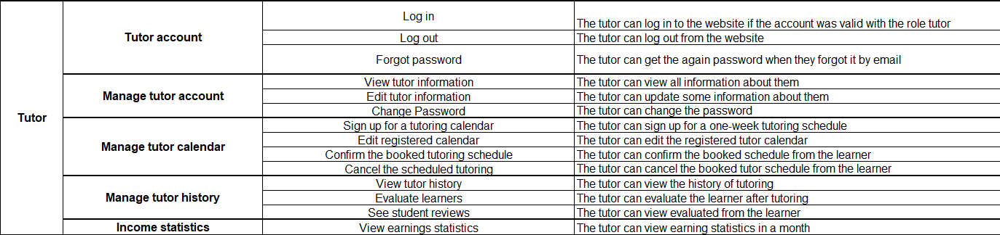 Tutor
Tutor account
Log in
The tutor can log in to the website if the account was valid with the role tutor
Log out
The tutor can log out from the website
Forgot password
The tutor can get the again password when they forgot it by email
Manage tutor account
View tutor information
The tutor can view all information about them
Edit tutor information
The tutor can update some information about them
Change Password
The tutor can change the password
Manage tutor calendar
Sign up for a tutoring calendar
The tutor can sign up for a one-week tutoring schedule
Edit registered calendar
The tutor can edit the registered tutor calendar
Confirm the booked tutoring schedule
The tutor can confirm the booked schedule from the learner
Cancel the scheduled tutoring
The tutor can cancel the booked tutor schedule from the learner
Manage tutor history
View tutor history
The tutor can view the history of tutoring
Evaluate learners
The tutor can evaluate the learner after tutoring
See student reviews
The tutor can view evaluated from the learner
Income statistics
View earnings statistics
The tutor can view earning statistics in a month